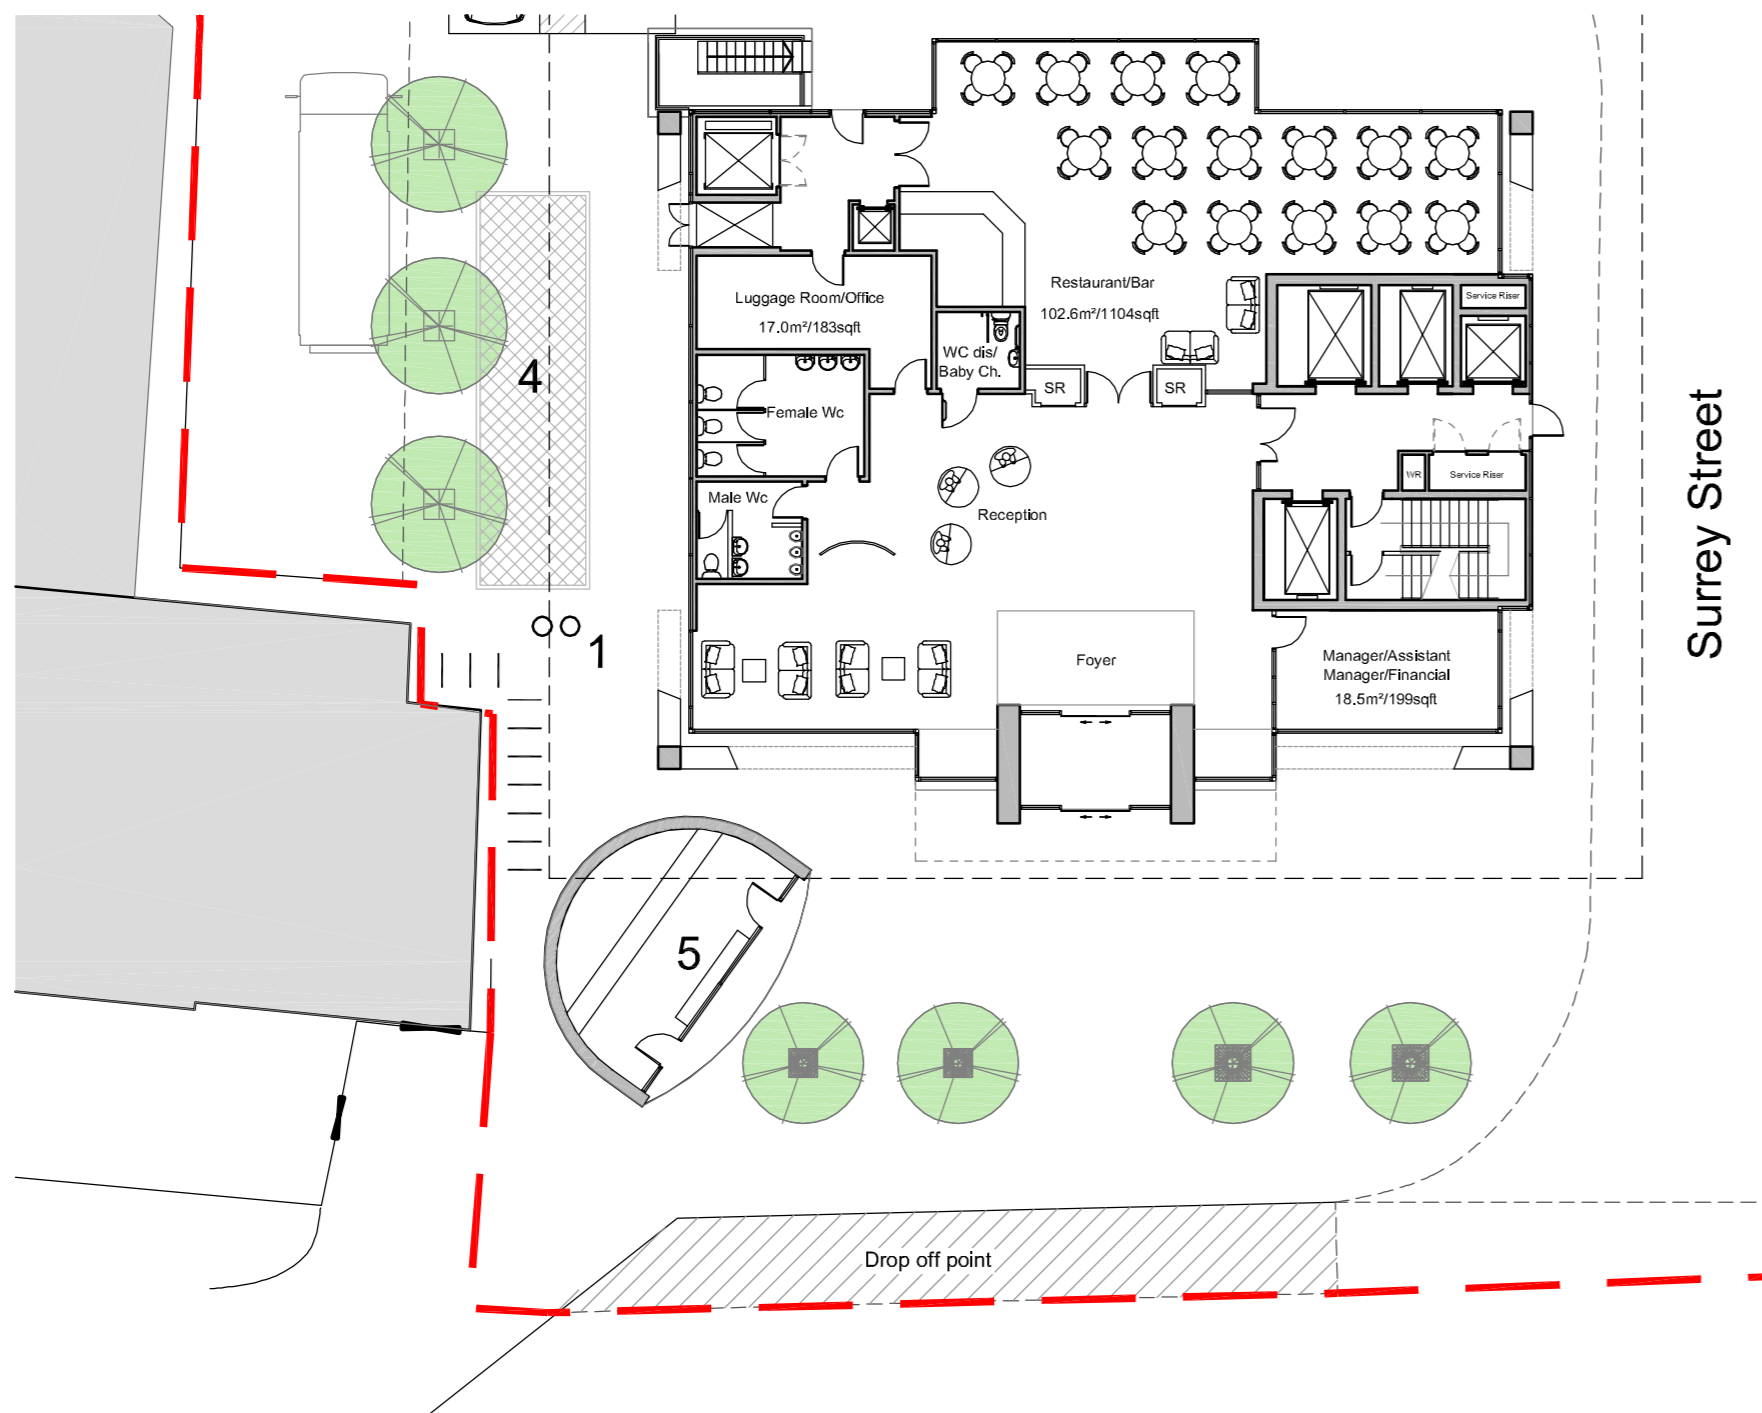 Restaurant/Bar
102.6m²/1104sqft
Service Riser
Luggage Room/Office
17.0m²/183sqft
WC dis/
Baby Ch.
SR
SR
4
Female Wc
Surrey Street
WR
Service Riser
Male Wc
Reception
1
Foyer
Manager/Assistant
Manager/Financial
18.5m²/199sqft
5
Drop off point